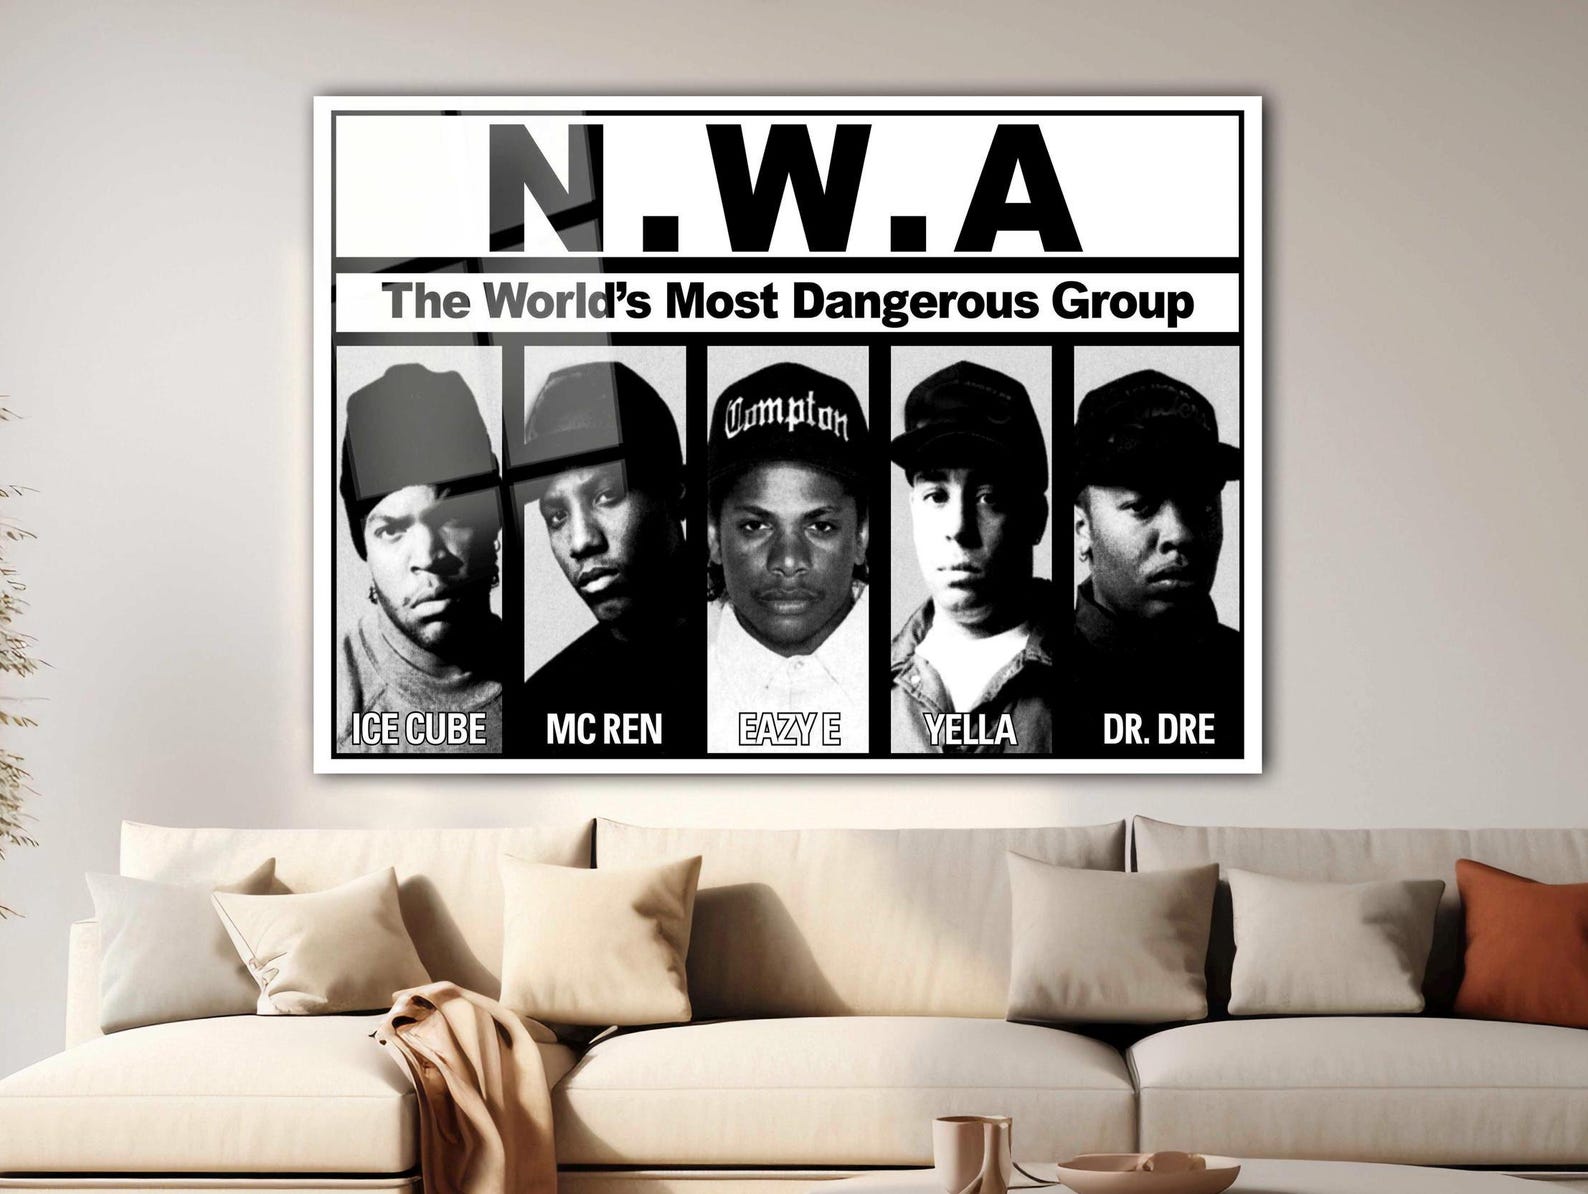 N.W.A
The World's Most Dangerous Group
Compton
ICE CUBE
MC REN
EAZY E
YELLA
DR. DRE